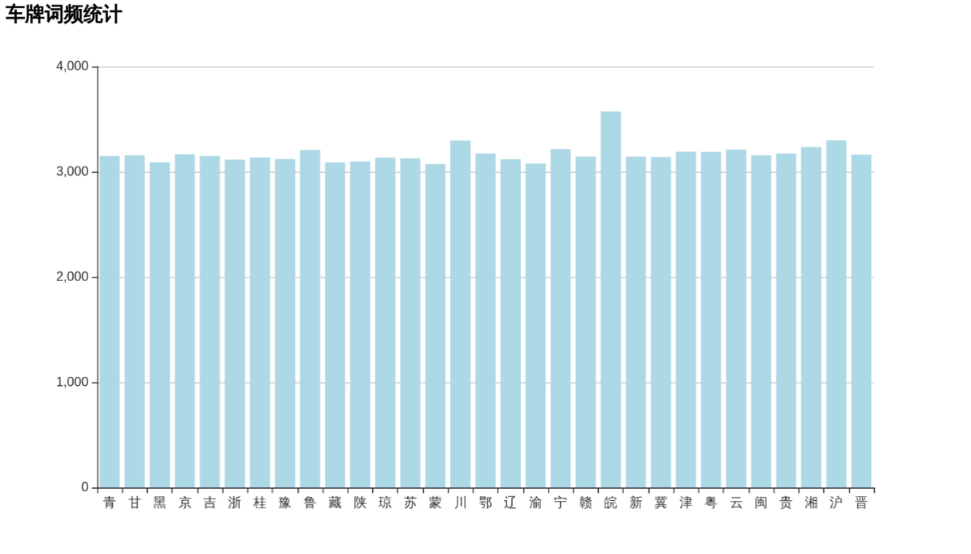 车牌词频统计
4,000
3,000
2,000
1,000
0
青 甘 黑 京 吉 浙 桂 豫 鲁 藏 陕 琼 苏 蒙 川 鄂 辽 渝 宁 赣 皖 新 冀 津 粤 云 闽 贵 湘 沪 晋